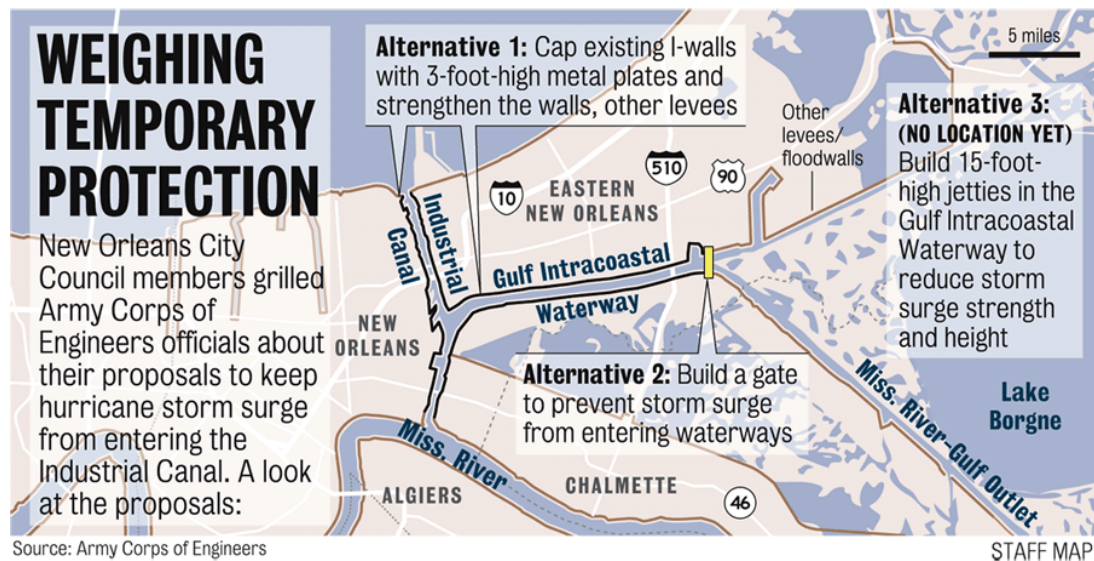 WEIGHING
TEMPORARY
PROTECTION
New Orleans City
Council members grilled
Army Corps of
Engineers officials about
their proposals to keep
hurricane storm surge
from entering the
Industrial Canal. A look
at the proposals:
Alternative 1: Cap existing I-walls
with 3-foot-high metal plates and
strengthen the walls, other levees
5 miles
Other
levees/
floodwalls
Alternative 3:
(NO LOCATION YET)
Build 15-foot-
high jetties in the
Gulf Intracoastal
Waterway to
reduce storm
surge strength
and height
510
90
10
EASTERN
NEW ORLEANS
Industrial
Canal
Gulf Intracoastal
Waterway
NEW
ORLEANS
Alternative 2: Build a gate
to prevent storm surge
from entering waterways
Lake
Borgne
Miss. River-Gulf Outlet
Miss. River
ALGIERS
CHALMETTE
46
Source: Army Corps of Engineers
STAFF MAP